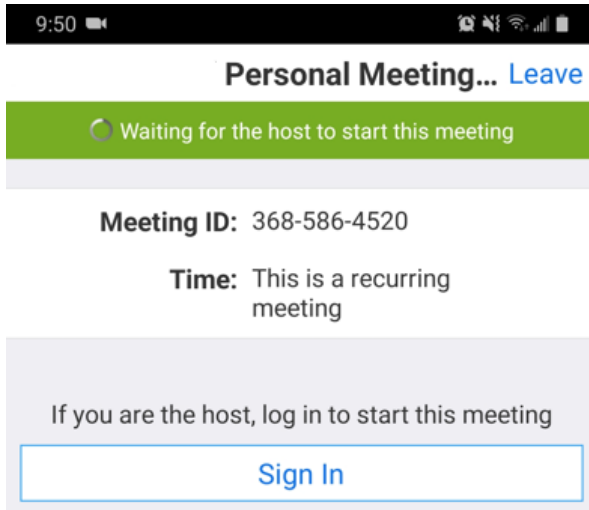 9:50
Personal Meeting... Leave
Waiting for the host to start this meeting
Meeting ID: 368-586-4520
Time: This is a recurring
meeting
If you are the host, log in to start this meeting
Sign In